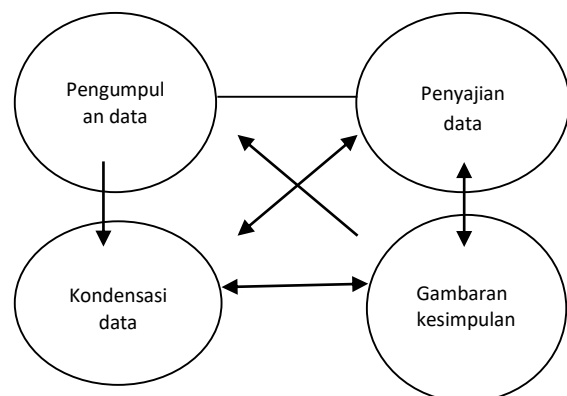 Pengumpul
an data
Penyajian
data
Kondensasi
data
Gambaran
kesimpulan